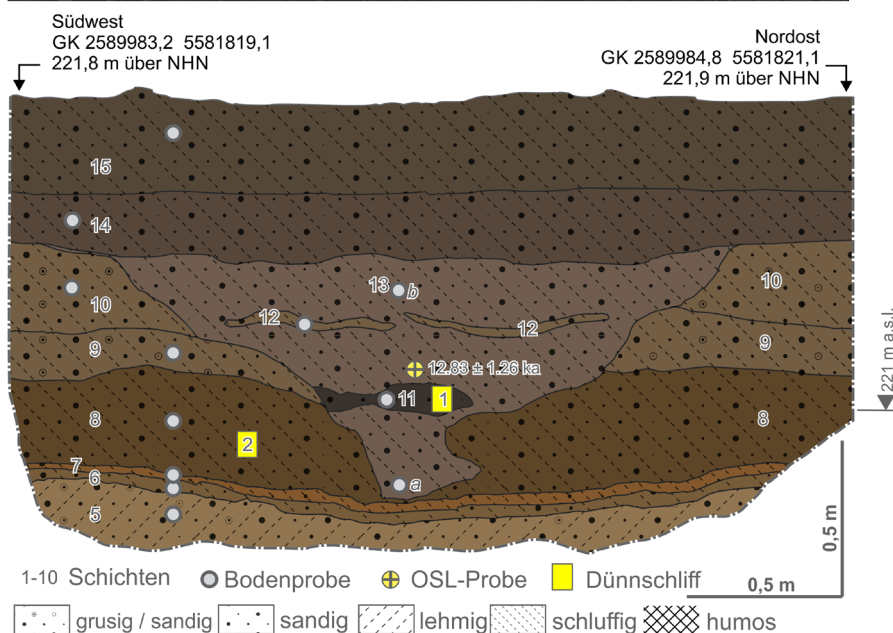 Südwest
GK 2589983,2 5581819,1
221,8 m über NHN
Nordost
GK 2589984,8 5581821,1
221,9 m über NHN
15
14
13 b
10
10
12
12
9
9
12.83 ± 1.26 ka
221 m a.s.l.
11
1
8
8
2
7
6
a
5
0,5 m
0,5 m
1-10 Schichten Bodenprobe OSL-Probe Dünnschliff
grusig / sandig sandig lehmig schluffig humos